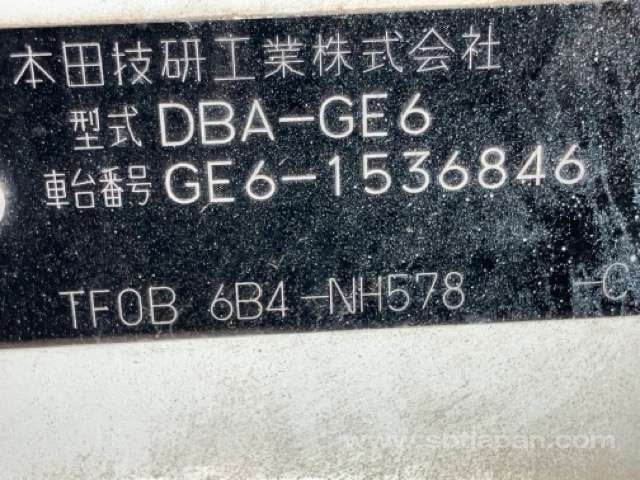 本田技研工業株式会社
型式 DBA-GE6
車台番号 GE6-1536846
TF0B 6B4-NH578 -C
www.sbtjapan.com